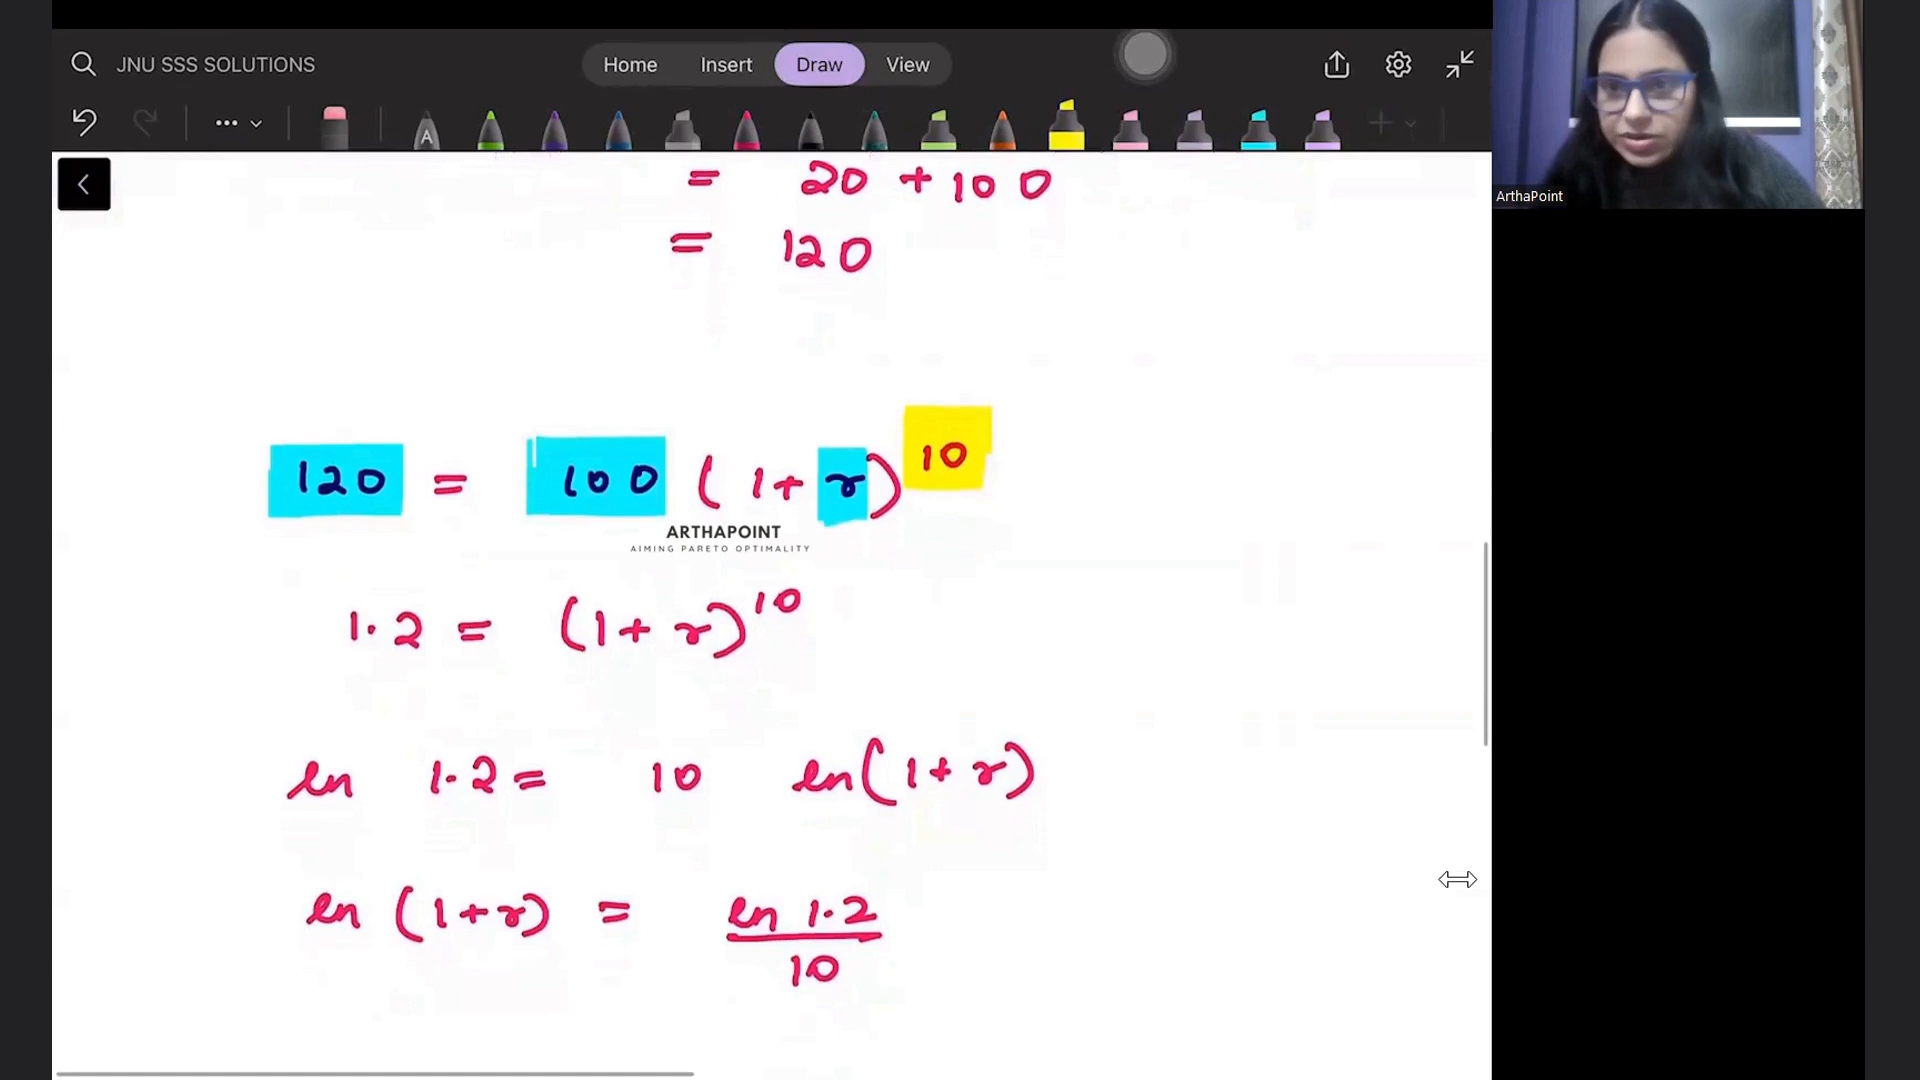 JNU SSS SOLUTIONS
Home Insert Draw View
A
ArthaPoint
= 20 + 100
= 120
120 = 100 (1 + r)^10
ARTHAPOINT
AIMING PARETO OPTIMALITY
1.2 = (1 + r)^10
ln 1.2 = 10 ln(1 + r)
ln (1 + r) = ln 1.2
10